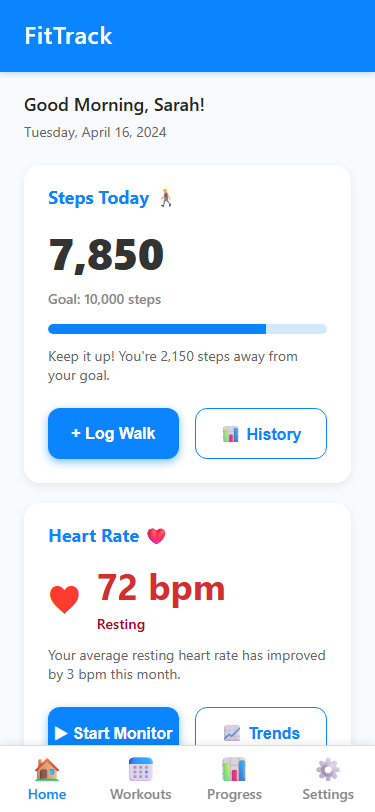 FitTrack
Good Morning, Sarah!
Tuesday, April 16, 2024
Steps Today 🚶‍♀️
7,850
Goal: 10,000 steps
Keep it up! You're 2,150 steps away from
your goal.
+ Log Walk
📊 History
Heart Rate 💓
72 bpm
Resting
Your average resting heart rate has improved
by 3 bpm this month.
▶ Start Monitor
📈 Trends
Home
Workouts
Progress
Settings